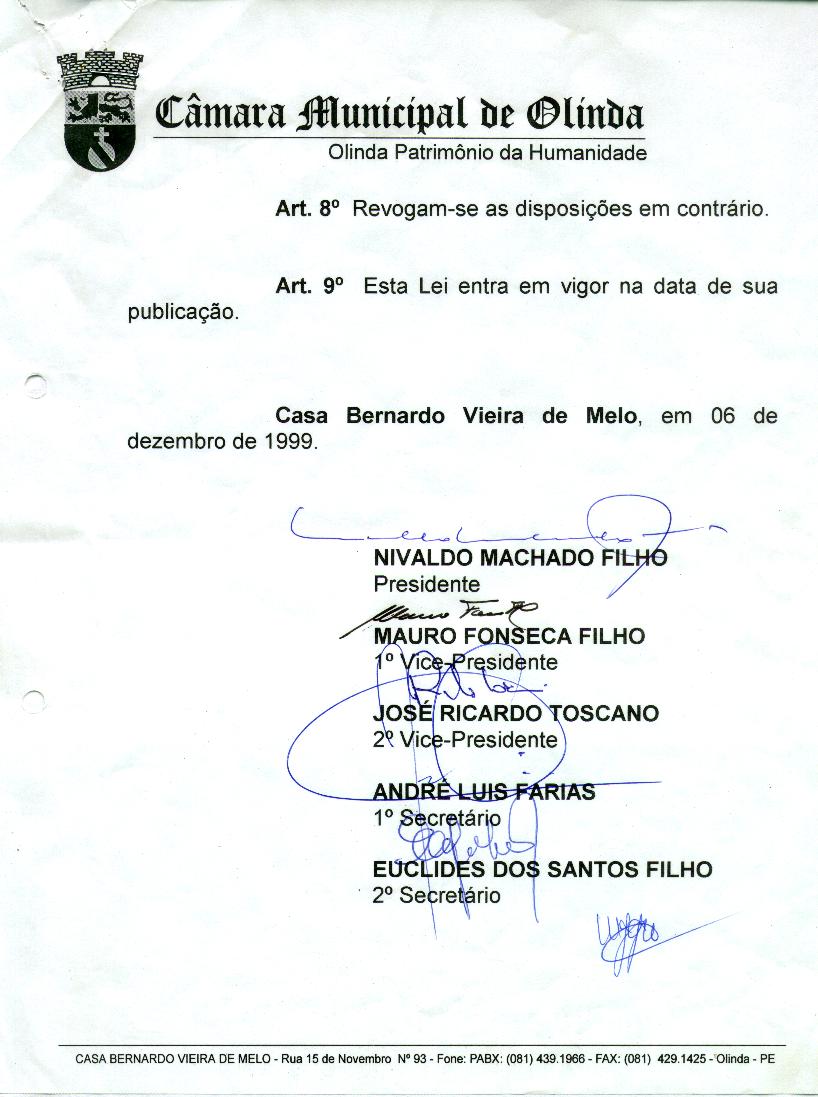 Câmara Municipal de Olinda
Olinda Patrimônio da Humanidade
Art. 8º Revogam-se as disposições em contrário.
Art. 9º Esta Lei entra em vigor na data de sua
publicação.
Casa Bernardo Vieira de Melo, em 06 de
dezembro de 1999.
NIVALDO MACHADO FILHO
Presidente
MAURO FONSECA FILHO
1º Vice-Presidente
JOSÉ RICARDO TOSCANO
2º Vice-Presidente
ANDRÉ LUIS FARIAS
1º Secretário
EUCLIDES DOS SANTOS FILHO
2º Secretário
CASA BERNARDO VIEIRA DE MELO - Rua 15 de Novembro Nº 93 - Fone: PABX: (081) 439.1966 - FAX: (081) 429.1425 - Olinda - PE